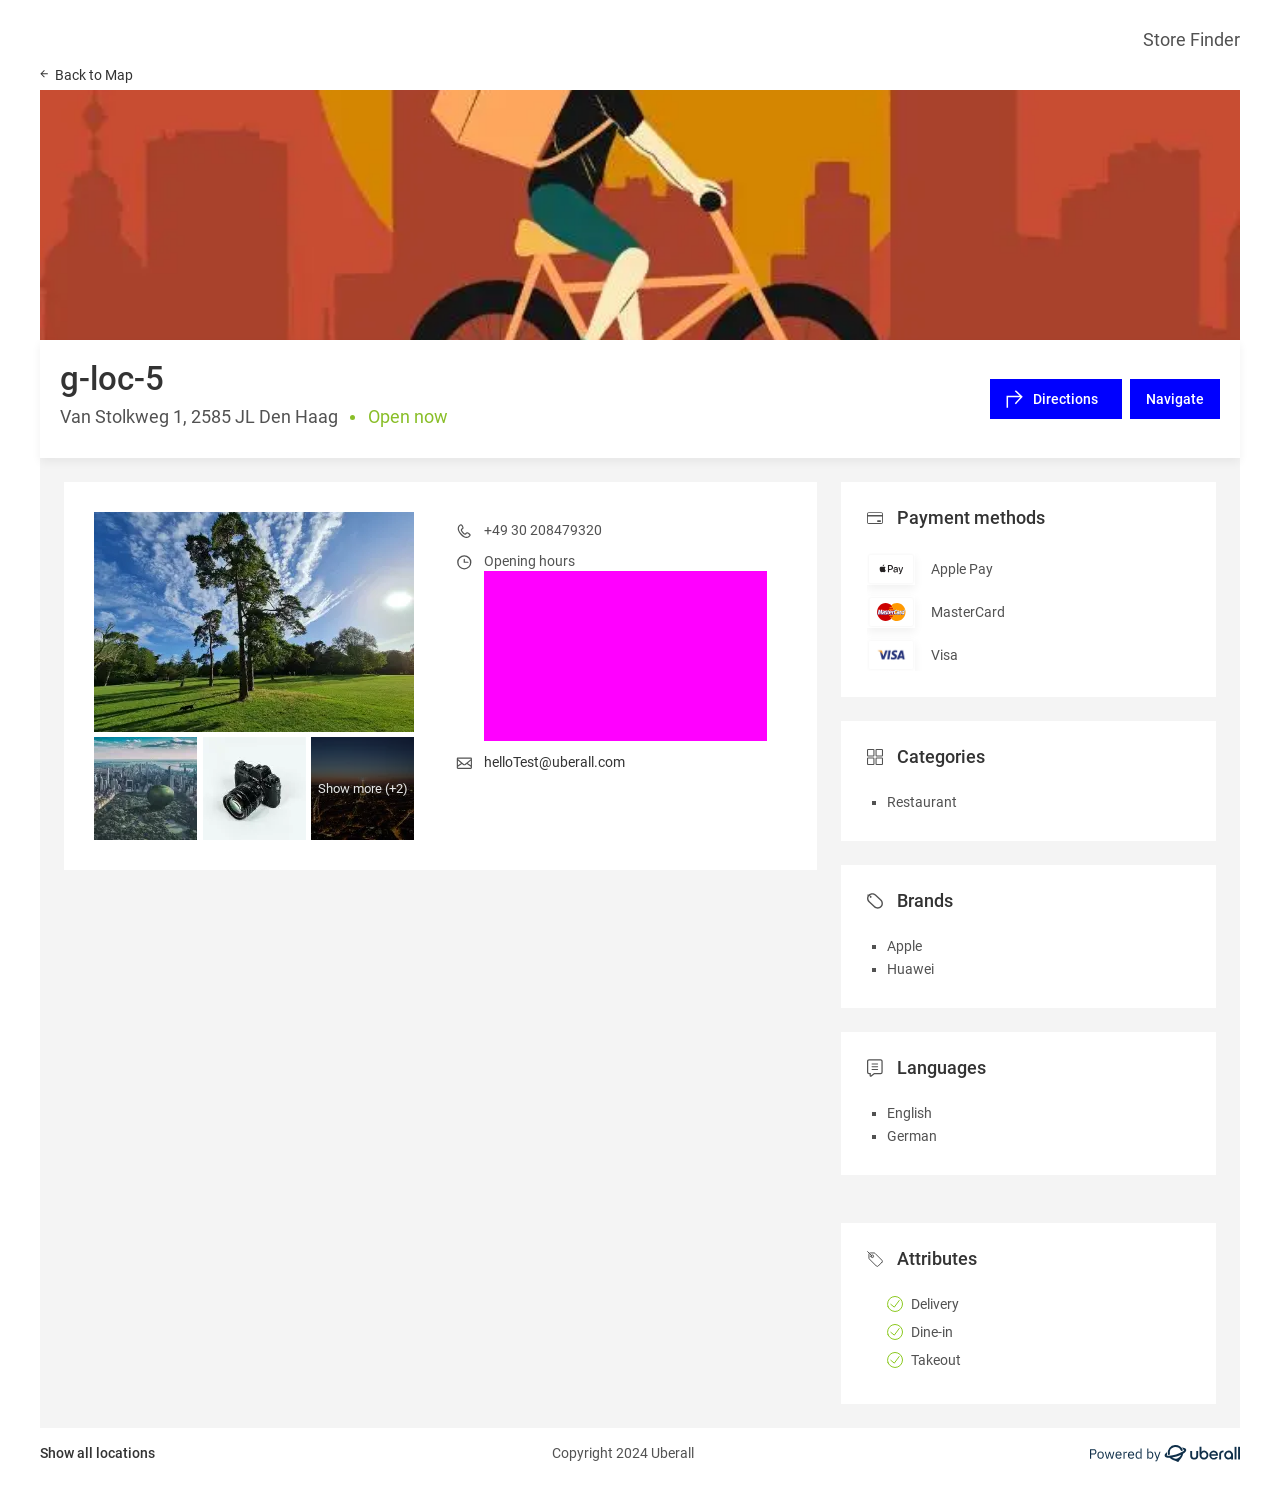 Store Finder
Back to Map
g-loc-5
Van Stolkweg 1, 2585 JL Den Haag • Open now
Directions
Navigate
+49 30 208479320
Opening hours
helloTest@uberall.com
Show more (+2)
Payment methods
Pay
Apple Pay
MasterCard
MasterCard
VISA
Visa
Categories
Restaurant
Brands
Apple
Huawei
Languages
English
German
Attributes
Delivery
Dine-in
Takeout
Show all locations
Copyright 2024 Uberall
Powered by uberall